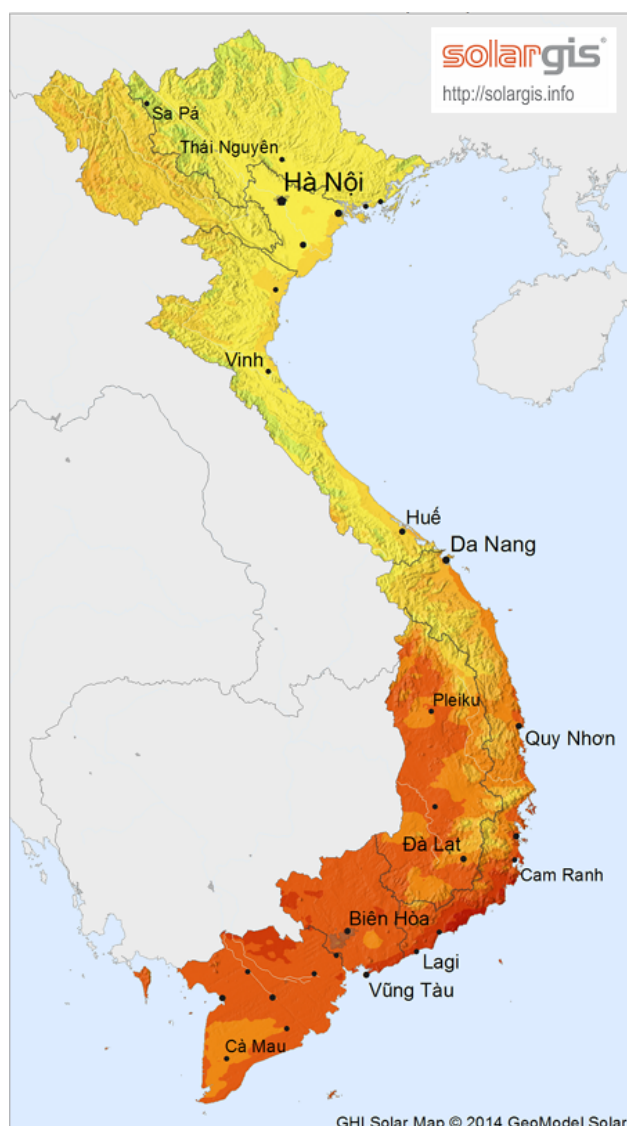 solargis
http://solargis.info
Sa Pả
Thái Nguyên
Hà Nội
Vinh
Huế
Da Nang
Pleiku
Quy Nhơn
Đà Lạt
Cam Ranh
Biên Hòa
Lagi
Vũng Tàu
Cà Mau
GHI Solar Map © 2014 GeoModel Solar